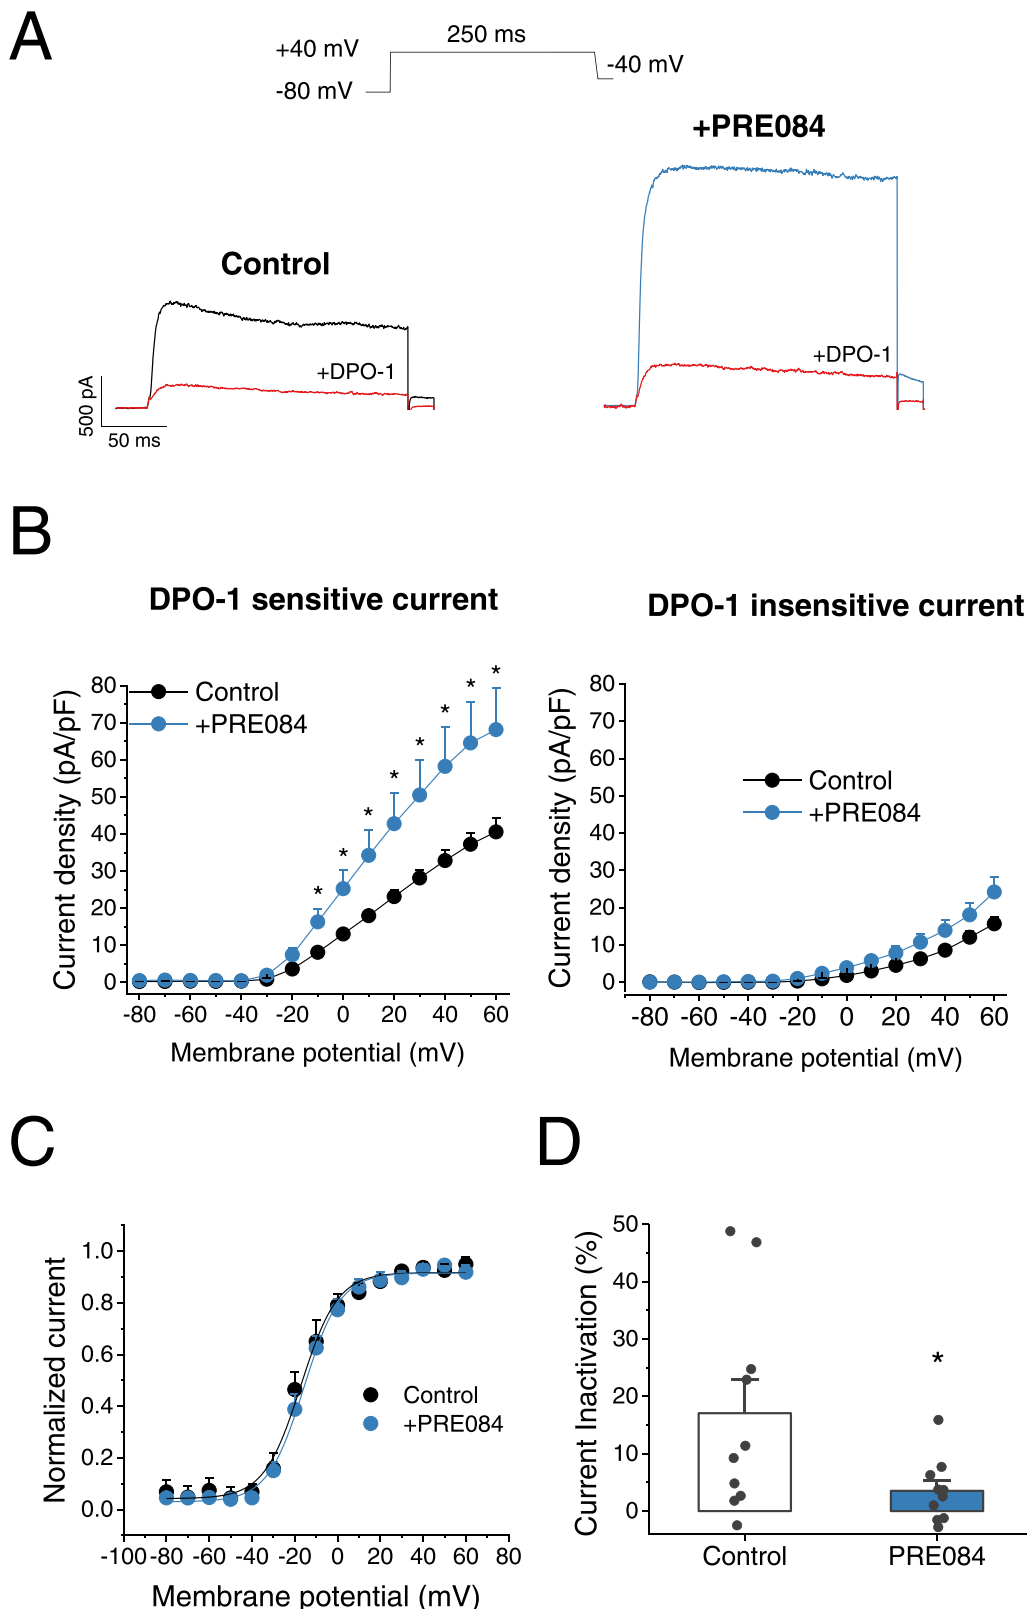 A
250 ms
+40 mV
-40 mV
-80 mV
+PRE084
Control
+DPO-1
+DPO-1
500 pA
50 ms
B
DPO-1 sensitive current
DPO-1 insensitive current
Current density (pA/pF)
80
70
60
50
40
30
20
10
0
Control
+PRE084
* * * * * * * *
-80 -60 -40 -20 0 20 40 60
Membrane potential (mV)
Current density (pA/pF)
80
70
60
50
40
30
20
10
0
Control
+PRE084
-80 -60 -40 -20 0 20 40 60
Membrane potential (mV)
C
Normalized current
1.0
0.8
0.6
0.4
0.2
0.0
Control
+PRE084
-100 -80 -60 -40 -20 0 20 40 60 80
Membrane potential (mV)
D
Current Inactivation (%)
50
40
30
20
10
0
*
Control PRE084